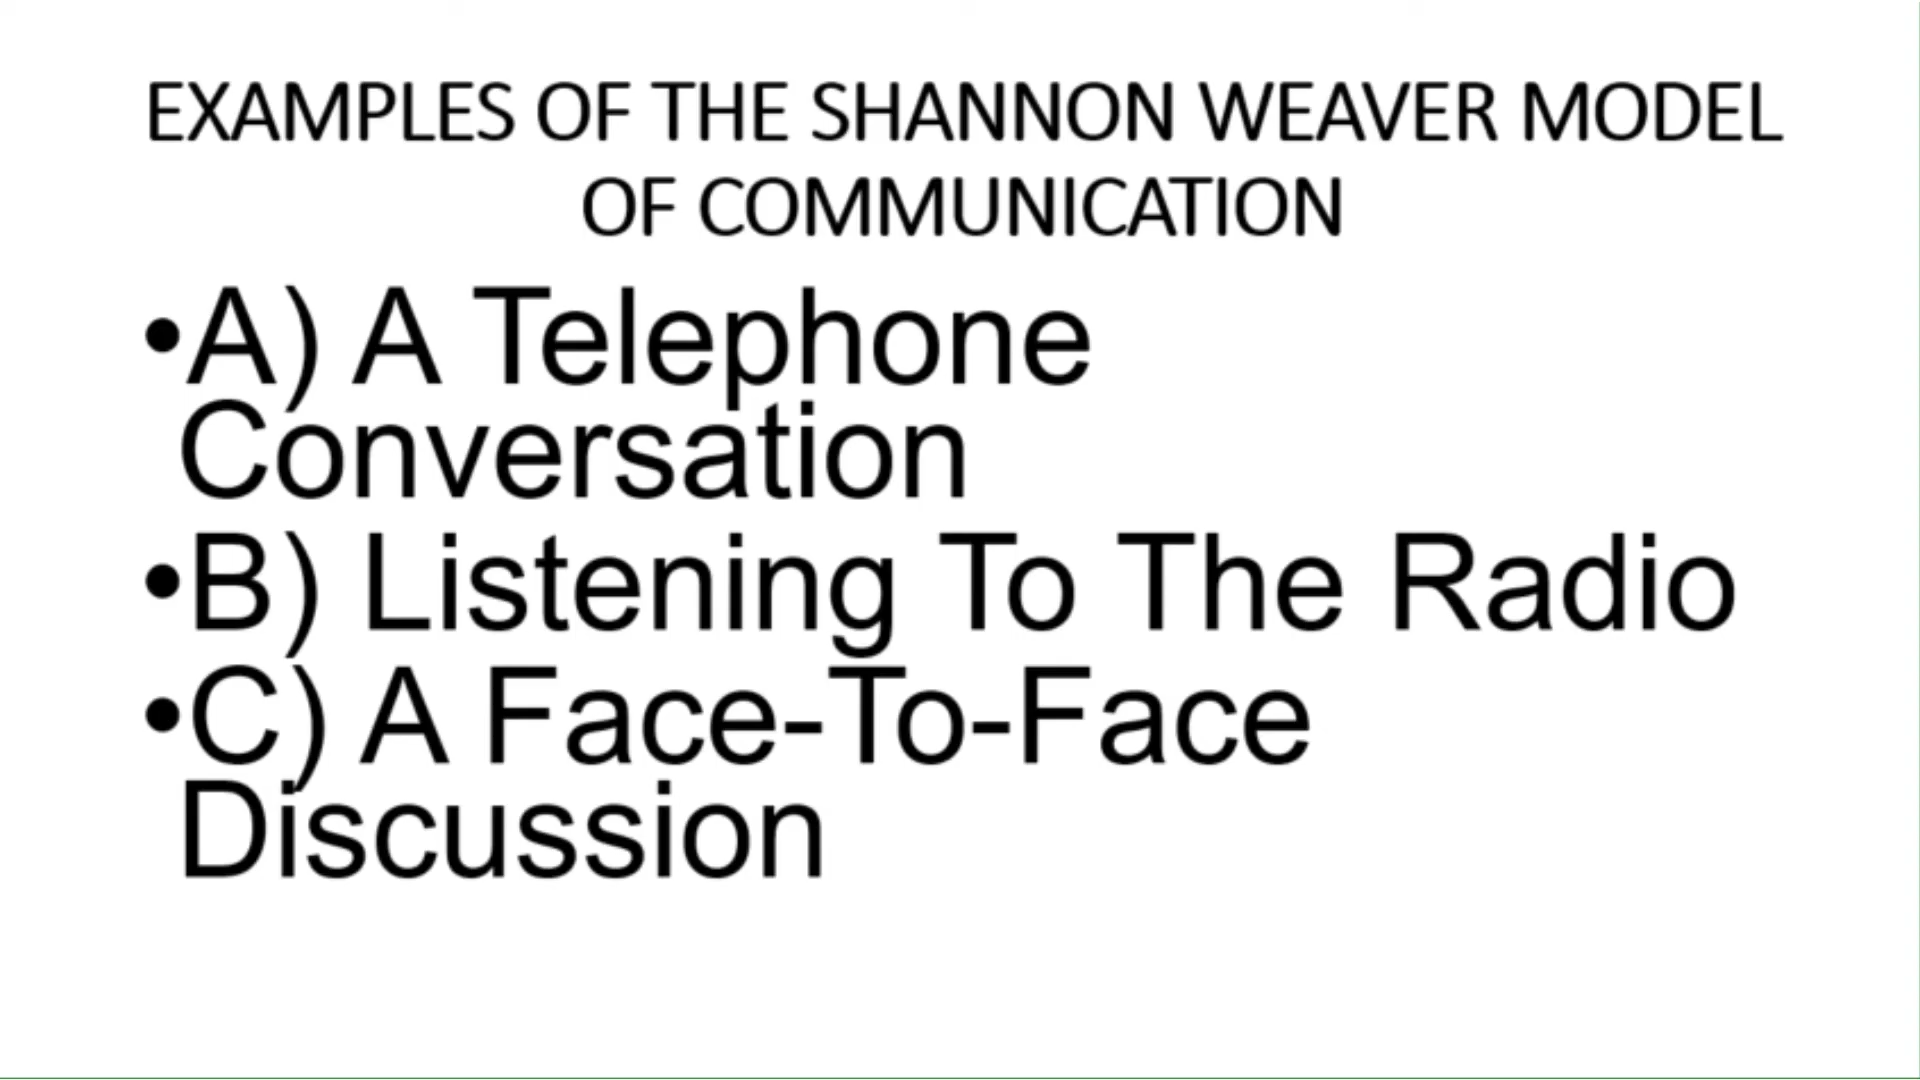 EXAMPLES OF THE SHANNON WEAVER MODEL
OF COMMUNICATION
•A) A Telephone
Conversation
•B) Listening To The Radio
•C) A Face-To-Face
Discussion